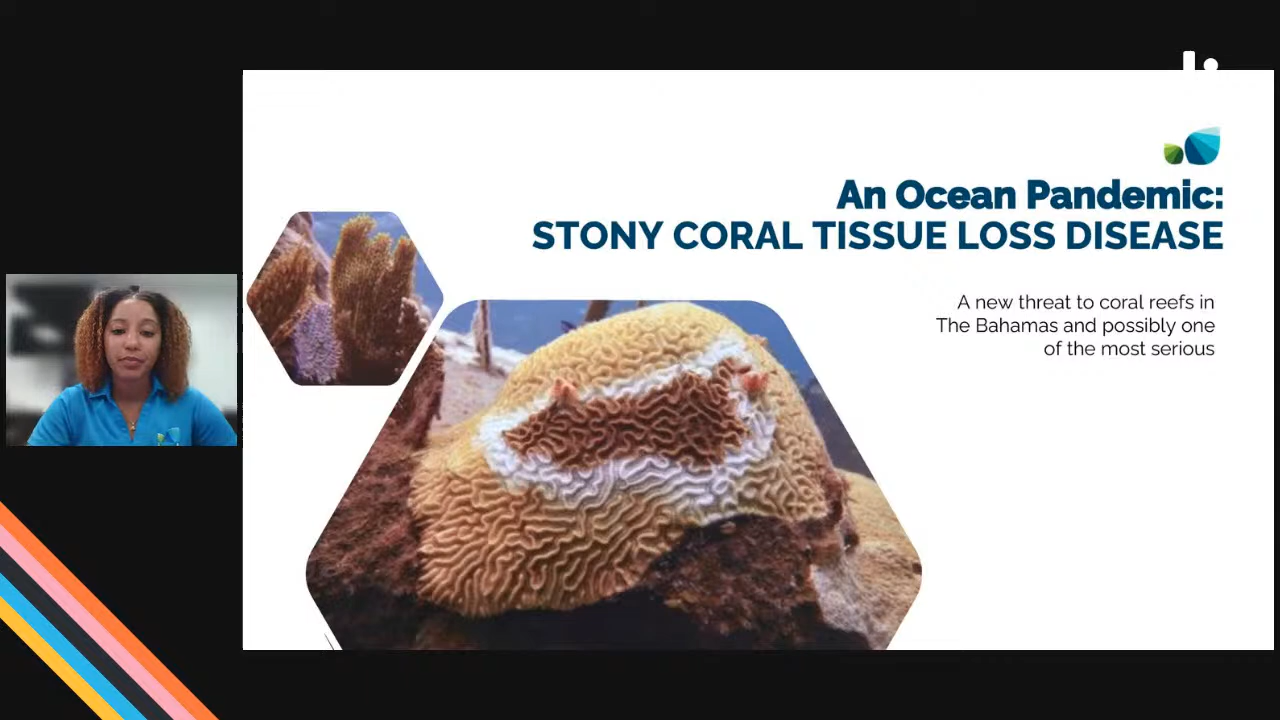 An Ocean Pandemic:
STONY CORAL TISSUE LOSS DISEASE
A new threat to coral reefs in
The Bahamas and possibly one
of the most serious